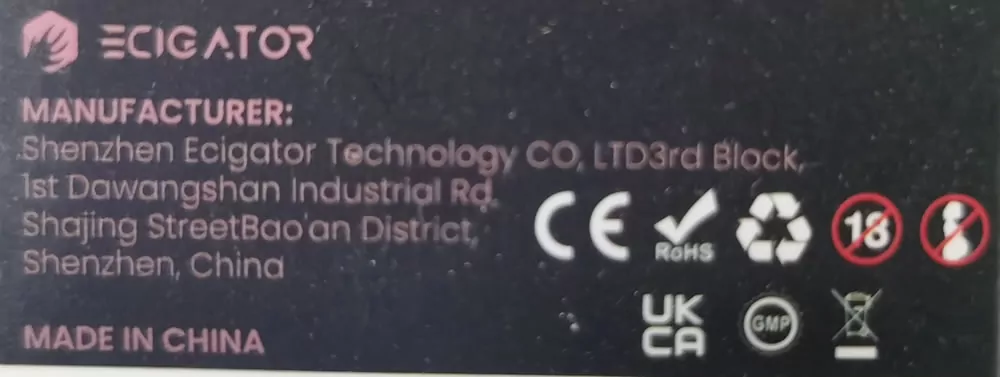 ECIGATOR
MANUFACTURER:
Shenzhen Ecigator Technology CO, LTD3rd Block,
1st Dawangshan Industrial Rd.
Shajing StreetBao'an District,
Shenzhen, China
CE
RoHS
18
UK
CA
GMP
MADE IN CHINA